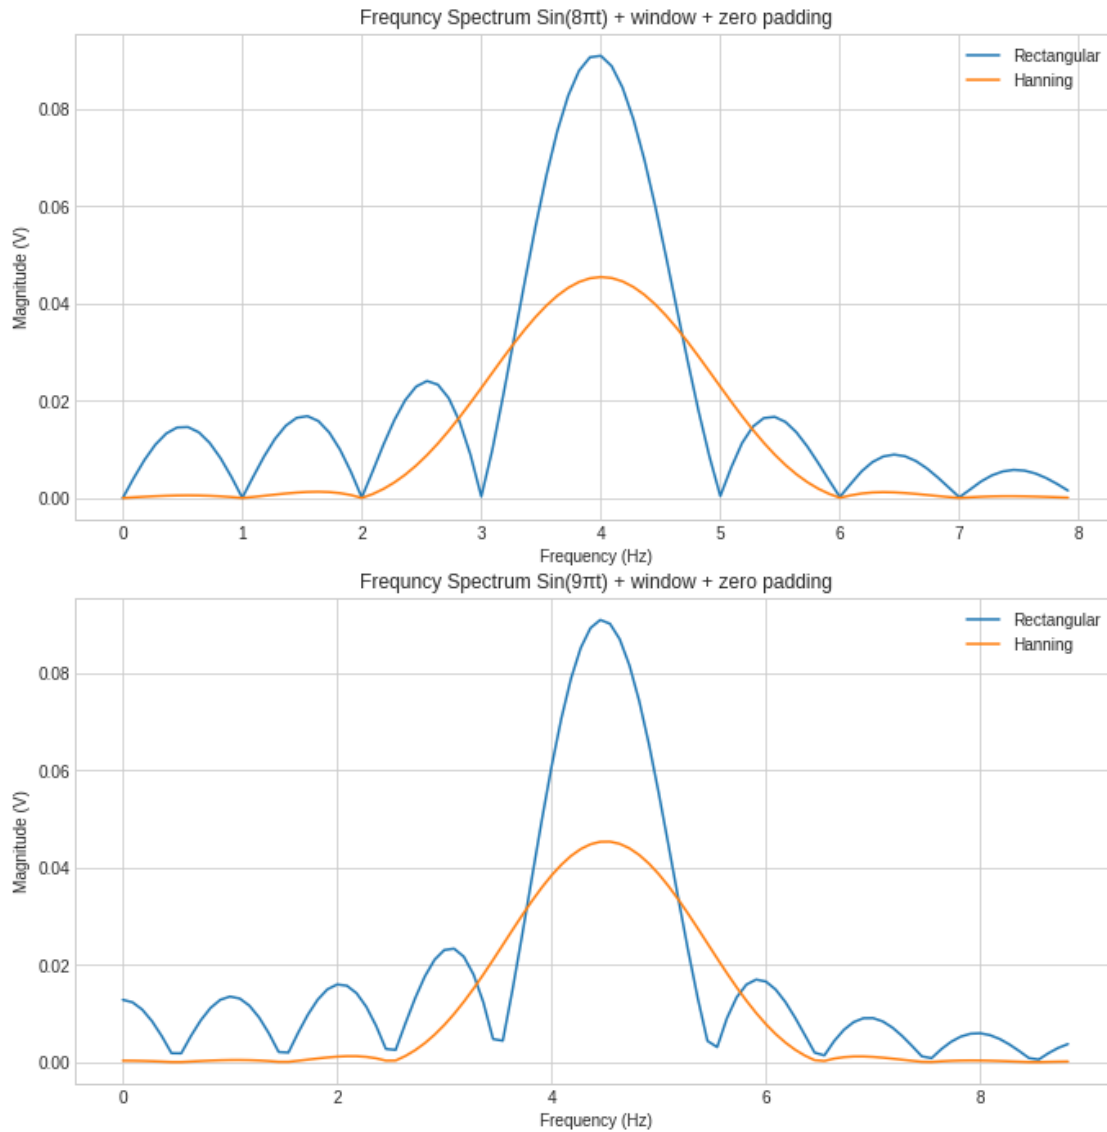 Frequncy Spectrum Sin(8πt) + window + zero padding
Rectangular
Hanning
Magnitude (V)
0.08
0.06
0.04
0.02
0.00
0 1 2 3 4 5 6 7 8
Frequency (Hz)
Frequncy Spectrum Sin(9πt) + window + zero padding
Rectangular
Hanning
Magnitude (V)
0.08
0.06
0.04
0.02
0.00
0 2 4 6 8
Frequency (Hz)